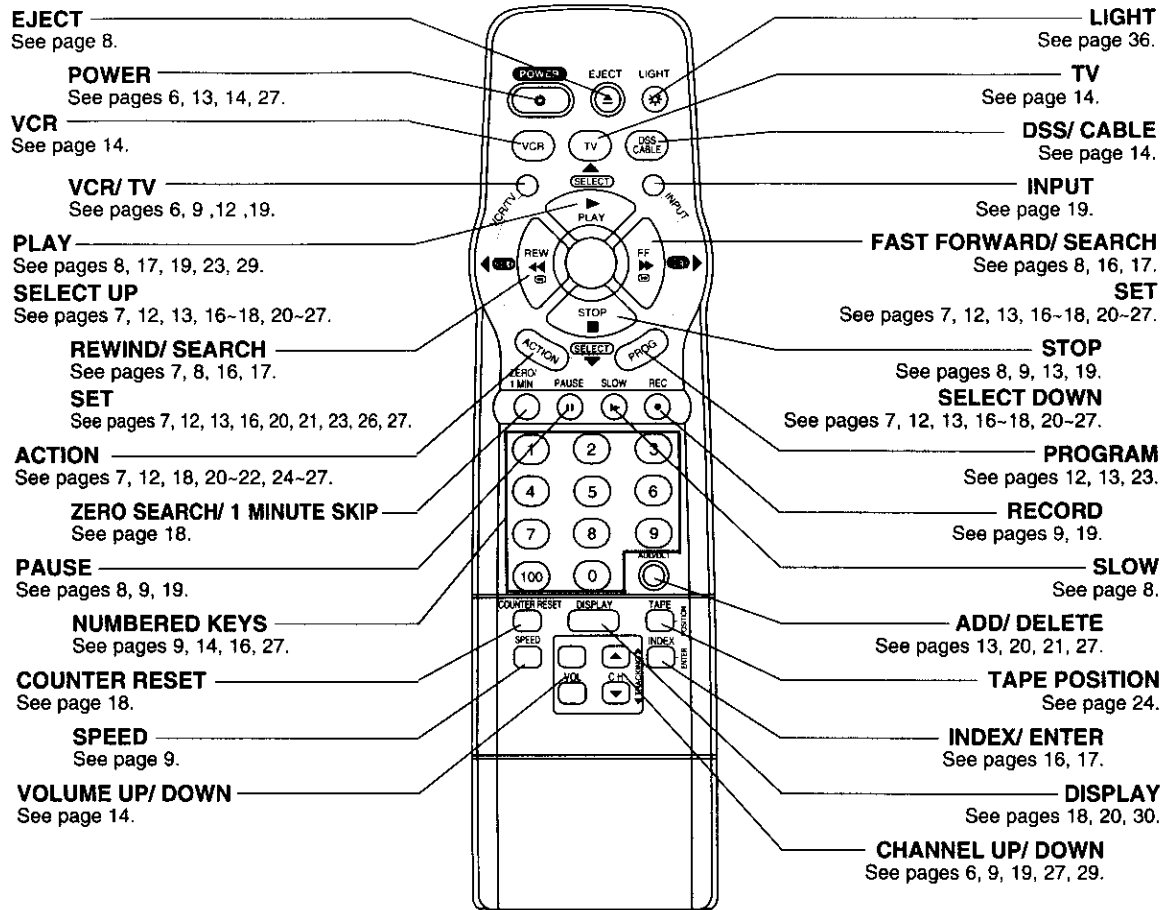 EJECT
See page 8.
POWER
See pages 6, 13, 14, 27.
VCR
See page 14.
VCR/ TV
See pages 6, 9 ,12 ,19.
PLAY
See pages 8, 17, 19, 23, 29.
SELECT UP
See pages 7, 12, 13, 16~18, 20~27.
REWIND/ SEARCH
See pages 7, 8, 16, 17.
SET
See pages 7, 12, 13, 16, 20, 21, 23, 26, 27.
ACTION
See pages 7, 12, 18, 20~22, 24~27.
ZERO SEARCH/ 1 MINUTE SKIP
See page 18.
PAUSE
See pages 8, 9, 19.
NUMBERED KEYS
See pages 9, 14, 16, 27.
COUNTER RESET
See page 18.
SPEED
See page 9.
VOLUME UP/ DOWN
See page 14.
POWER EJECT LIGHT
VCR TV DSS CABLE
SELECT
VCR/TV INPUT
PLAY
REW FF
SET SET
STOP
ACTION SELECT PROG
ZERO/ 1 MIN PAUSE SLOW REC
1 2 3
4 5 6
7 8 9
ADD/DLT
100 0
COUNTER RESET DISPLAY TAPE POSITION
SPEED INDEX ENTER
VOL CH TRACKING
LIGHT
See page 36.
TV
See page 14.
DSS/ CABLE
See page 14.
INPUT
See page 19.
FAST FORWARD/ SEARCH
See pages 8, 16, 17.
SET
See pages 7, 12, 13, 16~18, 20~27.
STOP
See pages 8, 9, 13, 19.
SELECT DOWN
See pages 7, 12, 13, 16~18, 20~27.
PROGRAM
See pages 12, 13, 23.
RECORD
See pages 9, 19.
SLOW
See page 8.
ADD/ DELETE
See pages 13, 20, 21, 27.
TAPE POSITION
See page 24.
INDEX/ ENTER
See pages 16, 17.
DISPLAY
See pages 18, 20, 30.
CHANNEL UP/ DOWN
See pages 6, 9, 19, 27, 29.